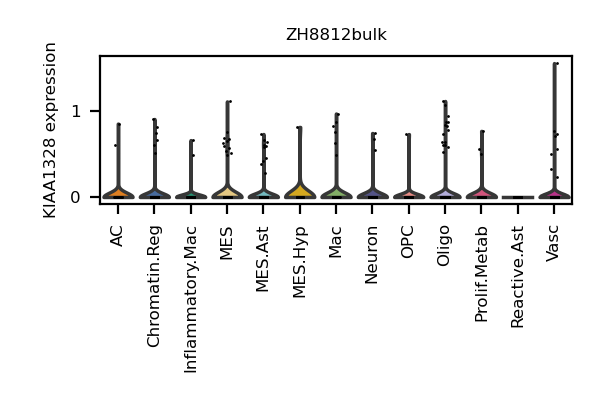 ZH8812bulk
KIAA1328 expression
1
0
AC
Chromatin.Reg
Inflammatory.Mac
MES
MES.Ast
MES.Hyp
Mac
Neuron
OPC
Oligo
Prolif.Metab
Reactive.Ast
Vasc